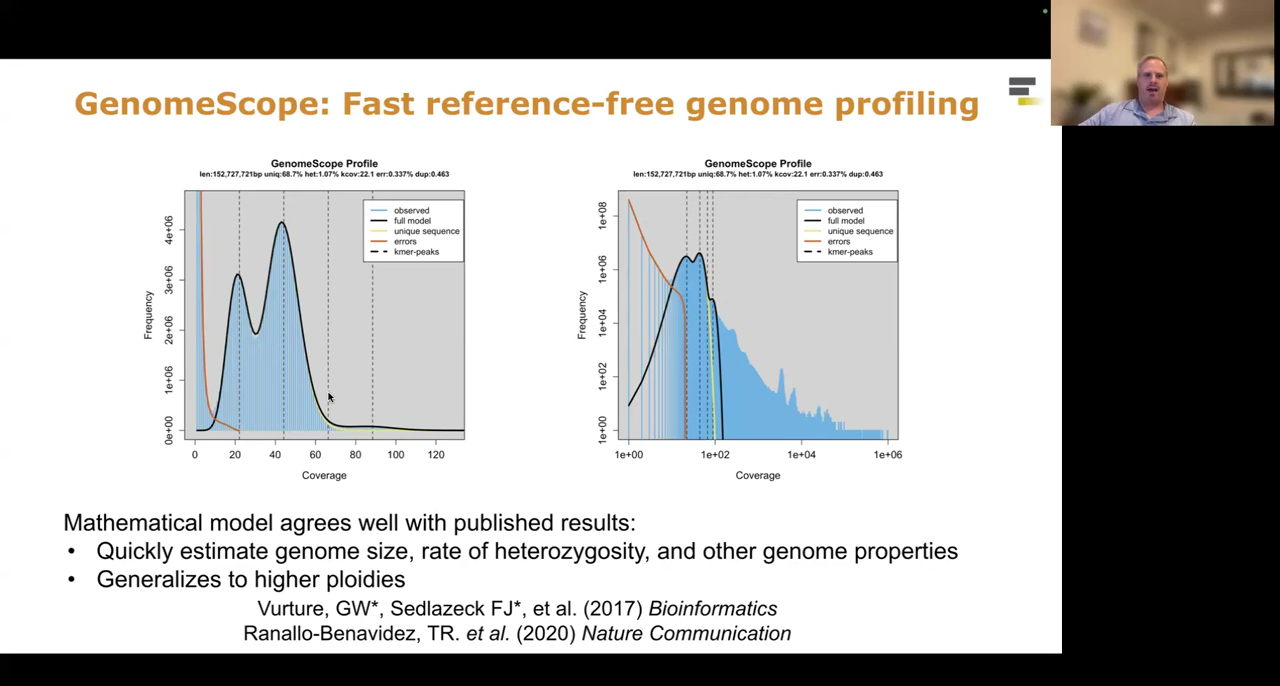 GenomeScope: Fast reference-free genome profiling
GenomeScope Profile
len:152,727,721bp uniq:68.7% het:1.07% kcov:22.1 err:0.337% dup:0.463
observed
full model
unique sequence
errors
kmer-peaks
Frequency
0e+00 1e+06 2e+06 3e+06 4e+06
0 20 40 60 80 100 120
Coverage
GenomeScope Profile
len:152,727,721bp uniq:68.7% het:1.07% kcov:22.1 err:0.337% dup:0.463
observed
full model
unique sequence
errors
kmer-peaks
Frequency
1e+00 1e+02 1e+04 1e+06 1e+08
1e+00 1e+02 1e+04 1e+06
Coverage
Mathematical model agrees well with published results:
• Quickly estimate genome size, rate of heterozygosity, and other genome properties
• Generalizes to higher ploidies
Vurture, GW*, Sedlazeck FJ*, et al. (2017) Bioinformatics
Ranallo-Benavidez, TR. et al. (2020) Nature Communication